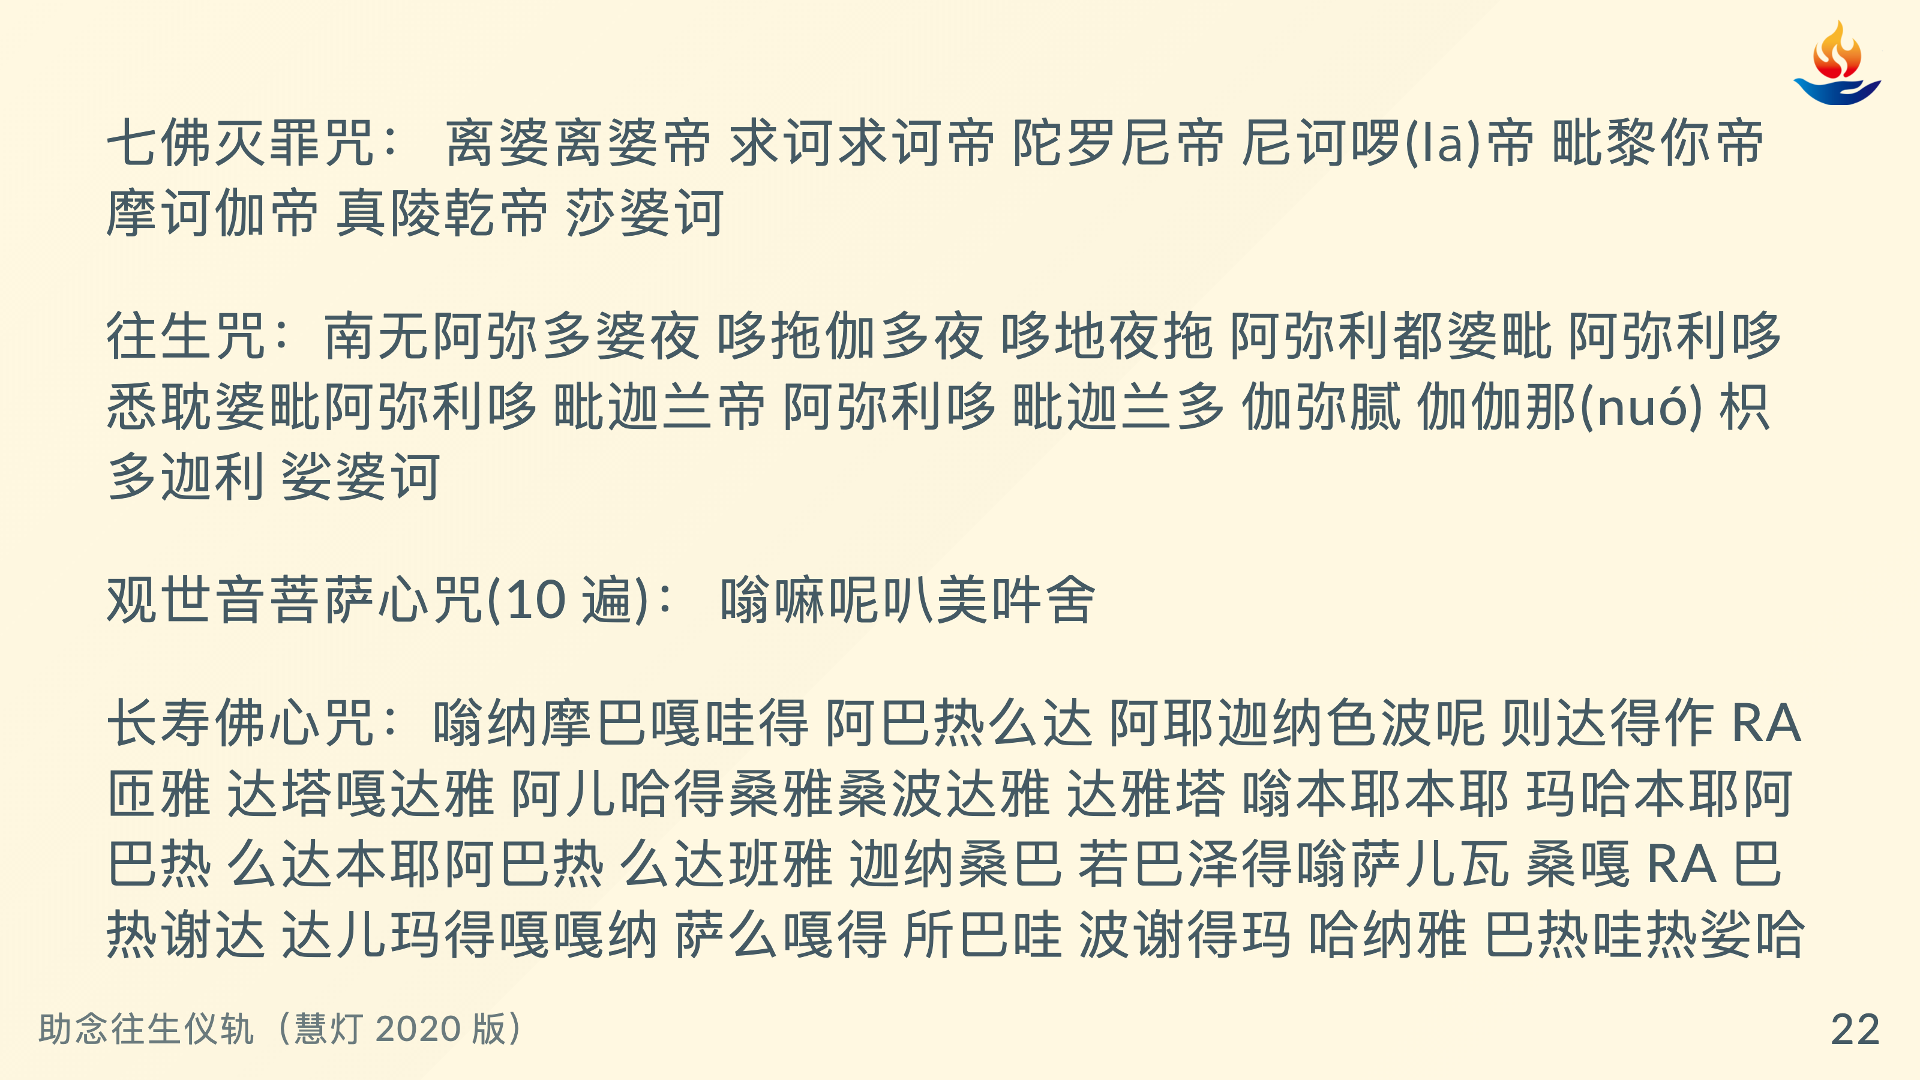 七佛灭罪咒： 离婆离婆帝 求诃求诃帝 陀罗尼帝 尼诃啰(lā)帝 毗黎你帝
摩诃伽帝 真陵乾帝 莎婆诃
往生咒：南无阿弥多婆夜 哆拖伽多夜 哆地夜拖 阿弥利都婆毗 阿弥利哆
悉耽婆毗阿弥利哆 毗迦兰帝 阿弥利哆 毗迦兰多 伽弥腻 伽伽那(nuó) 枳
多迦利 娑婆诃
观世音菩萨心咒(10 遍)： 嗡嘛呢叭美吽舍
长寿佛心咒：嗡纳摩巴嘎哇得 阿巴热么达 阿耶迦纳色波呢 则达得作 RA
匝雅 达塔嘎达雅 阿儿哈得桑雅桑波达雅 达雅塔 嗡本耶本耶 玛哈本耶阿
巴热 么达本耶阿巴热 么达班雅 迦纳桑巴 若巴泽得嗡萨儿瓦 桑嘎 RA 巴
热谢达 达儿玛得嘎嘎纳 萨么嘎得 所巴哇 波谢得玛 哈纳雅 巴热哇热娑哈
助念往生仪轨（慧灯 2020 版）
22